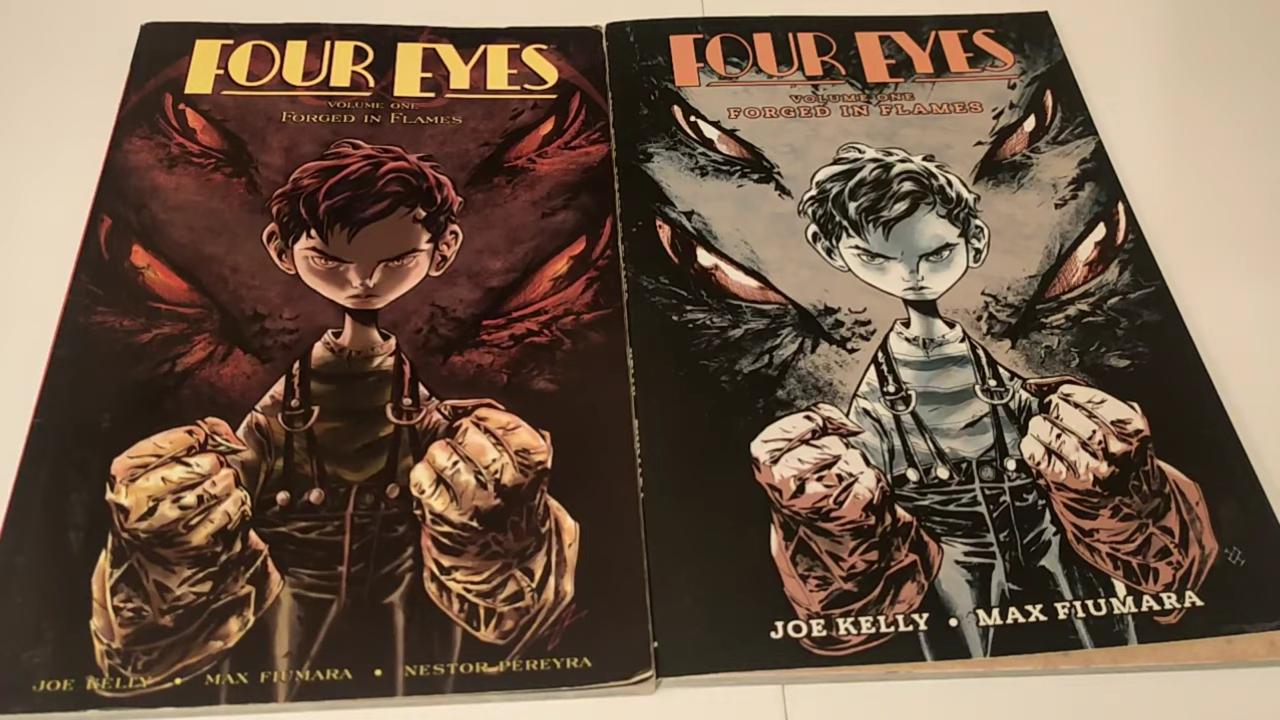 FOUR EYES
VOLUME ONE
FORGED IN FLAMES
JOE KELLY • MAX FIUMARA • NESTOR PEREYRA
FOUR EYES
VOLUME ONE
FORGED IN FLAMES
JOE KELLY • MAX FIUMARA